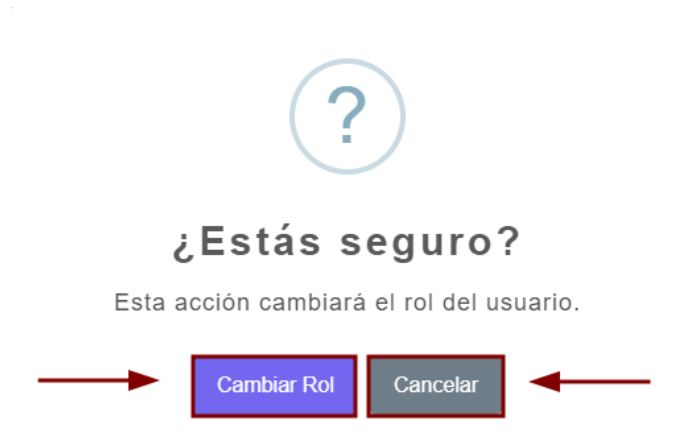 ?
¿Estás seguro?
Esta acción cambiará el rol del usuario.
Cambiar Rol Cancelar